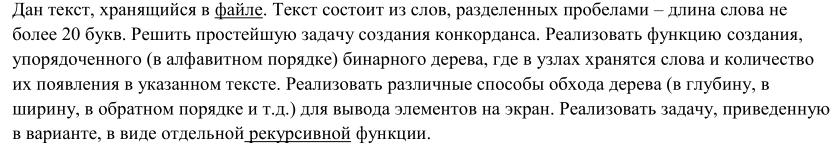 Дан текст, хранящийся в файле. Текст состоит из слов, разделенных пробелами – длина слова не
более 20 букв. Решить простейшую задачу создания конкорданса. Реализовать функцию создания,
упорядоченного (в алфавитном порядке) бинарного дерева, где в узлах хранятся слова и количество
их появления в указанном тексте. Реализовать различные способы обхода дерева (в глубину, в
ширину, в обратном порядке и т.д.) для вывода элементов на экран. Реализовать задачу, приведенную
в варианте, в виде отдельной рекурсивной функции.